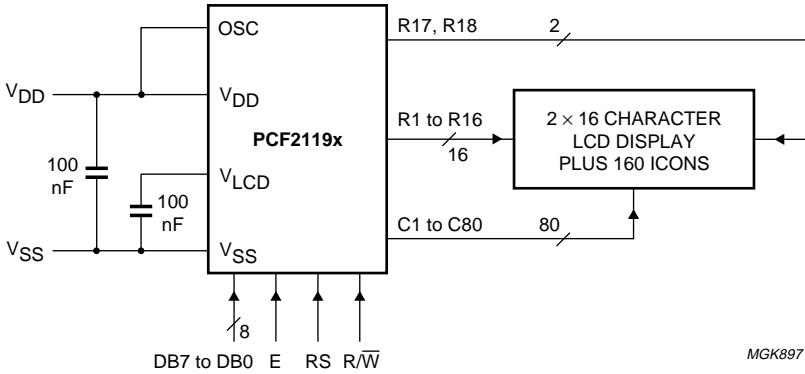 OSC
R17, R18
2
VDD
VDD
R1 to R16
16
2 × 16 CHARACTER
LCD DISPLAY
PLUS 160 ICONS
PCF2119x
100
nF
VLCD
100
nF
C1 to C80
80
VSS
VSS
8
DB7 to DB0
E
RS
R/W̅
MGK897